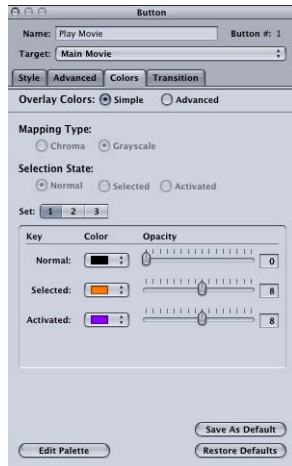 Button
Name: Play Movie Button #: 1
Target: Main Movie
Style Advanced Colors Transition
Overlay Colors: Simple Advanced
Mapping Type:
Chroma Grayscale
Selection State:
Normal Selected Activated
Set: 1 2 3
Key Color Opacity
Normal: 0
Selected: 8
Activated: 8
Save As Default
Edit Palette Restore Defaults